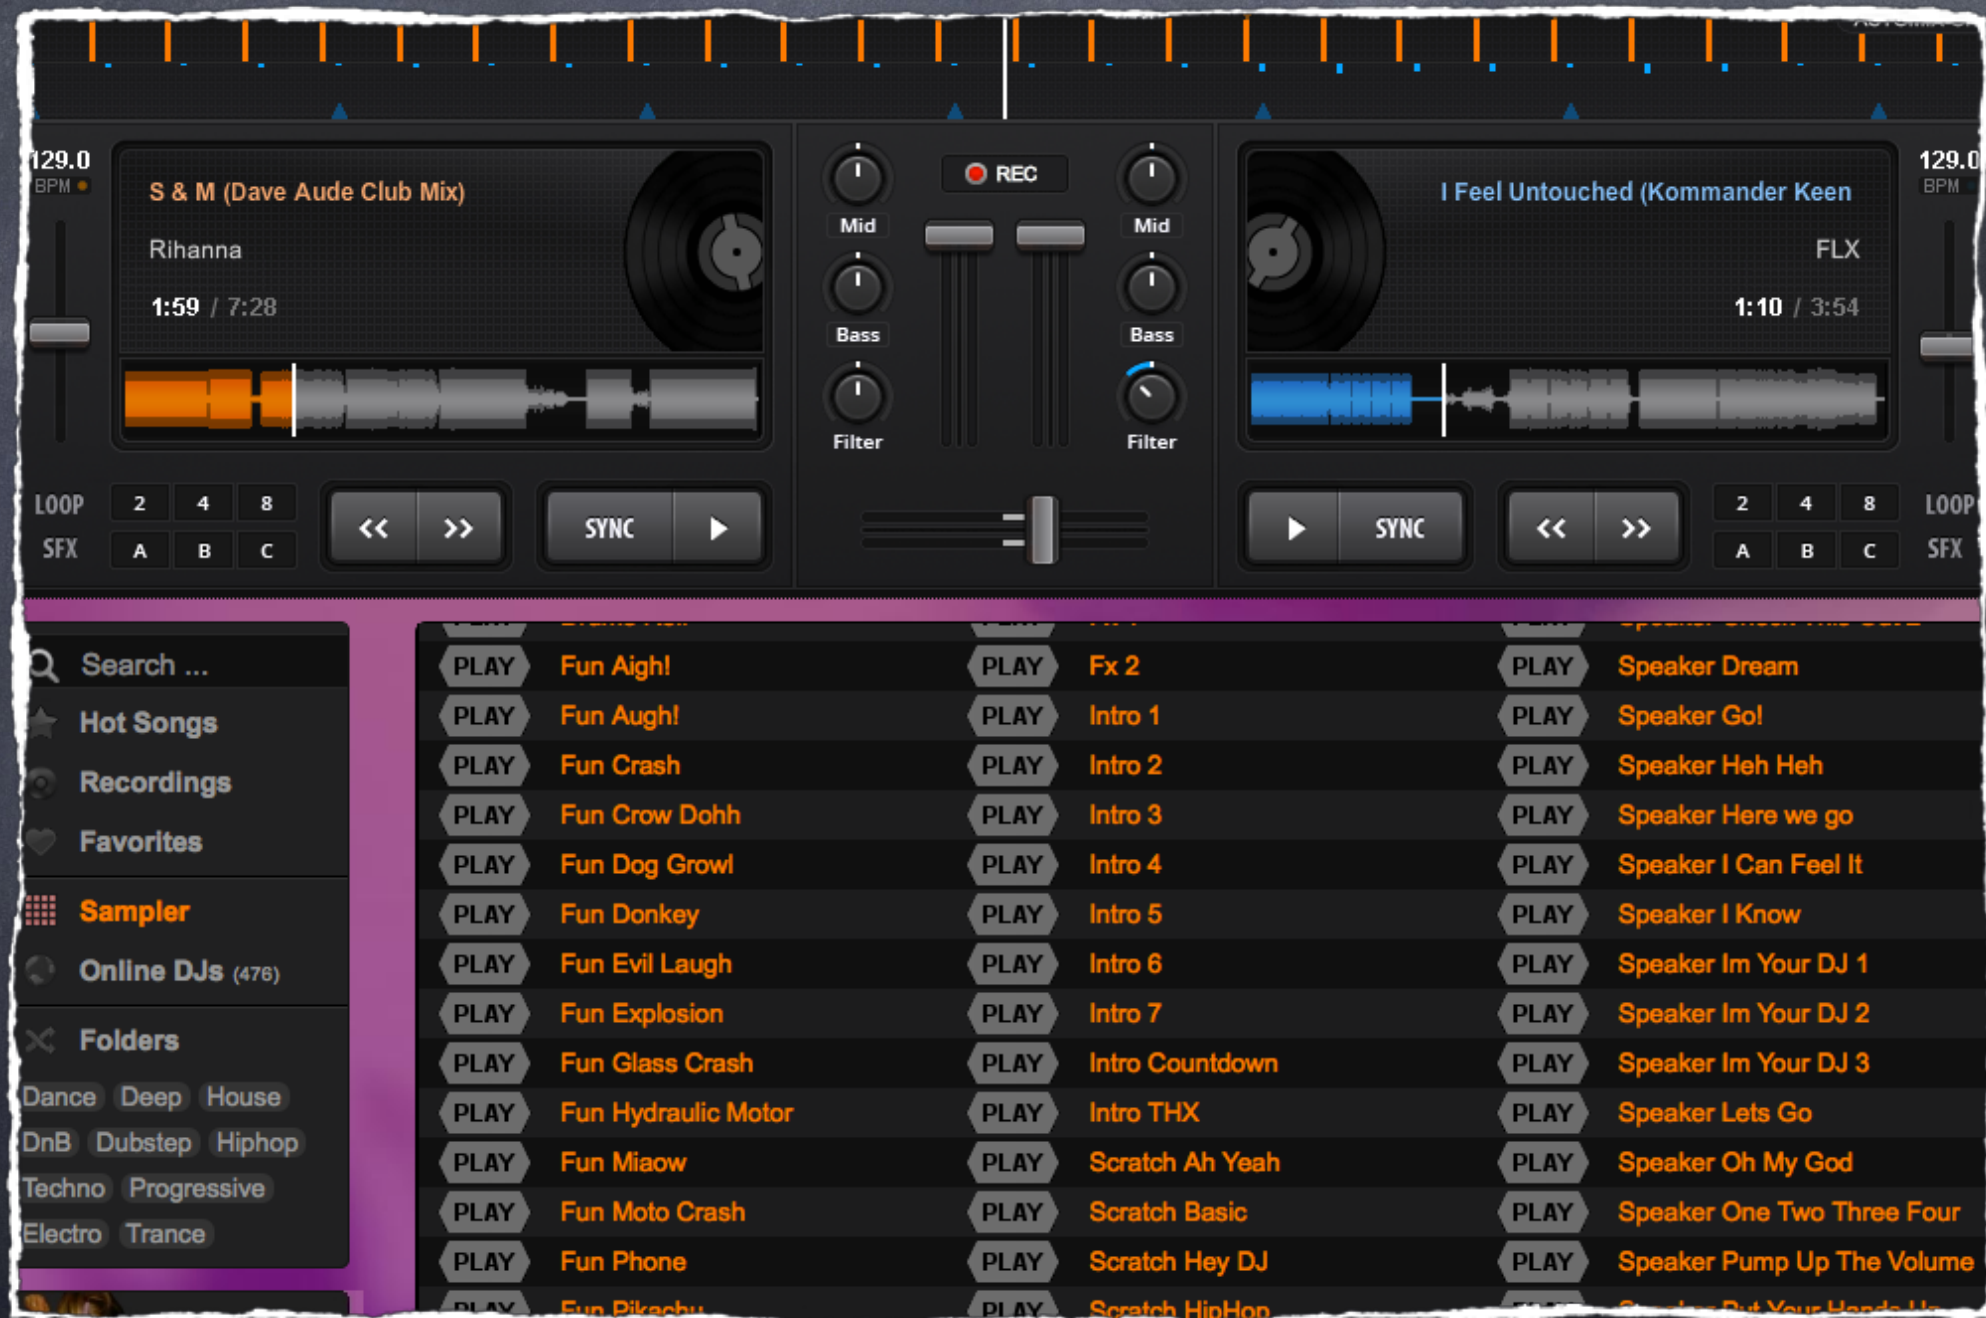 129.0
BPM
S & M (Dave Aude Club Mix)
Rihanna
1:59 / 7:28
REC
Mid
Bass
Filter
Mid
Bass
Filter
129.0
BPM
I Feel Untouched (Kommander Keen
FLX
1:10 / 3:54
LOOP 2 4 8
SFX A B C
<< >>
SYNC
SYNC
<< >>
2 4 8 LOOP
A B C SFX
Search ...
Hot Songs
Recordings
Favorites
Sampler
Online DJs (476)
Folders
Dance Deep House
DnB Dubstep Hiphop
Techno Progressive
Electro Trance
PLAY Fun Aigh! PLAY Fx 2 PLAY Speaker Dream
PLAY Fun Augh! PLAY Intro 1 PLAY Speaker Go!
PLAY Fun Crash PLAY Intro 2 PLAY Speaker Heh Heh
PLAY Fun Crow Dohh PLAY Intro 3 PLAY Speaker Here we go
PLAY Fun Dog Growl PLAY Intro 4 PLAY Speaker I Can Feel It
PLAY Fun Donkey PLAY Intro 5 PLAY Speaker I Know
PLAY Fun Evil Laugh PLAY Intro 6 PLAY Speaker Im Your DJ 1
PLAY Fun Explosion PLAY Intro 7 PLAY Speaker Im Your DJ 2
PLAY Fun Glass Crash PLAY Intro Countdown PLAY Speaker Im Your DJ 3
PLAY Fun Hydraulic Motor PLAY Intro THX PLAY Speaker Lets Go
PLAY Fun Miaow PLAY Scratch Ah Yeah PLAY Speaker Oh My God
PLAY Fun Moto Crash PLAY Scratch Basic PLAY Speaker One Two Three Four
PLAY Fun Phone PLAY Scratch Hey DJ PLAY Speaker Pump Up The Volume
PLAY Fun Pikachu PLAY Scratch HipHop